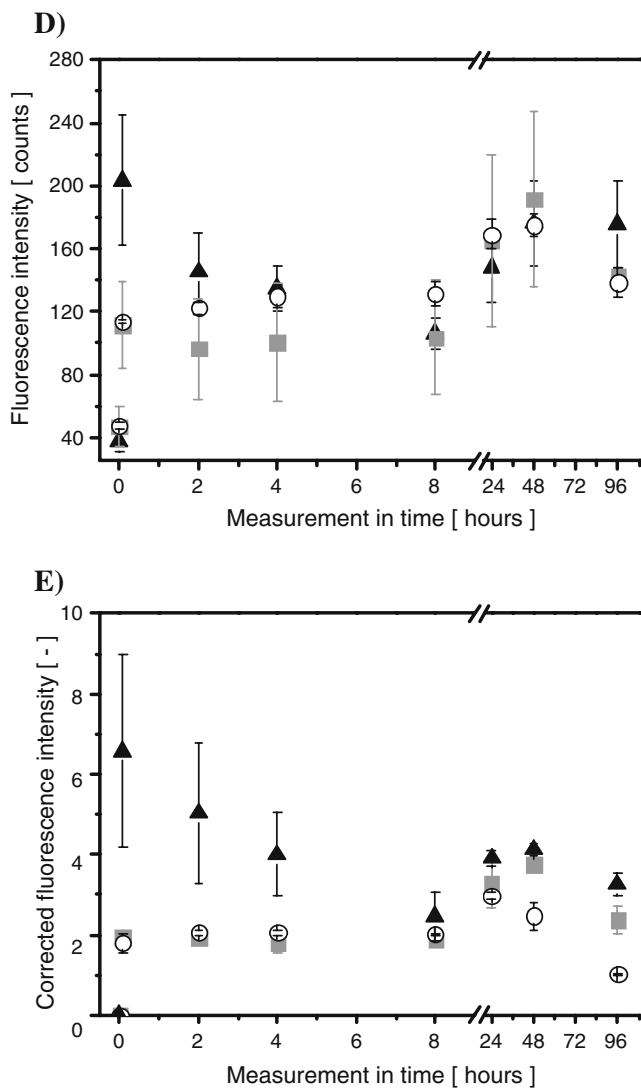 D)
280
240
200
160
120
80
40
Fluorescence intensity [ counts ]
0 2 4 6 8 24 48 72 96
Measurement in time [ hours ]
E)
10
8
6
4
2
0
Corrected fluorescence intensity [ - ]
0 2 4 6 8 24 48 72 96
Measurement in time [ hours ]